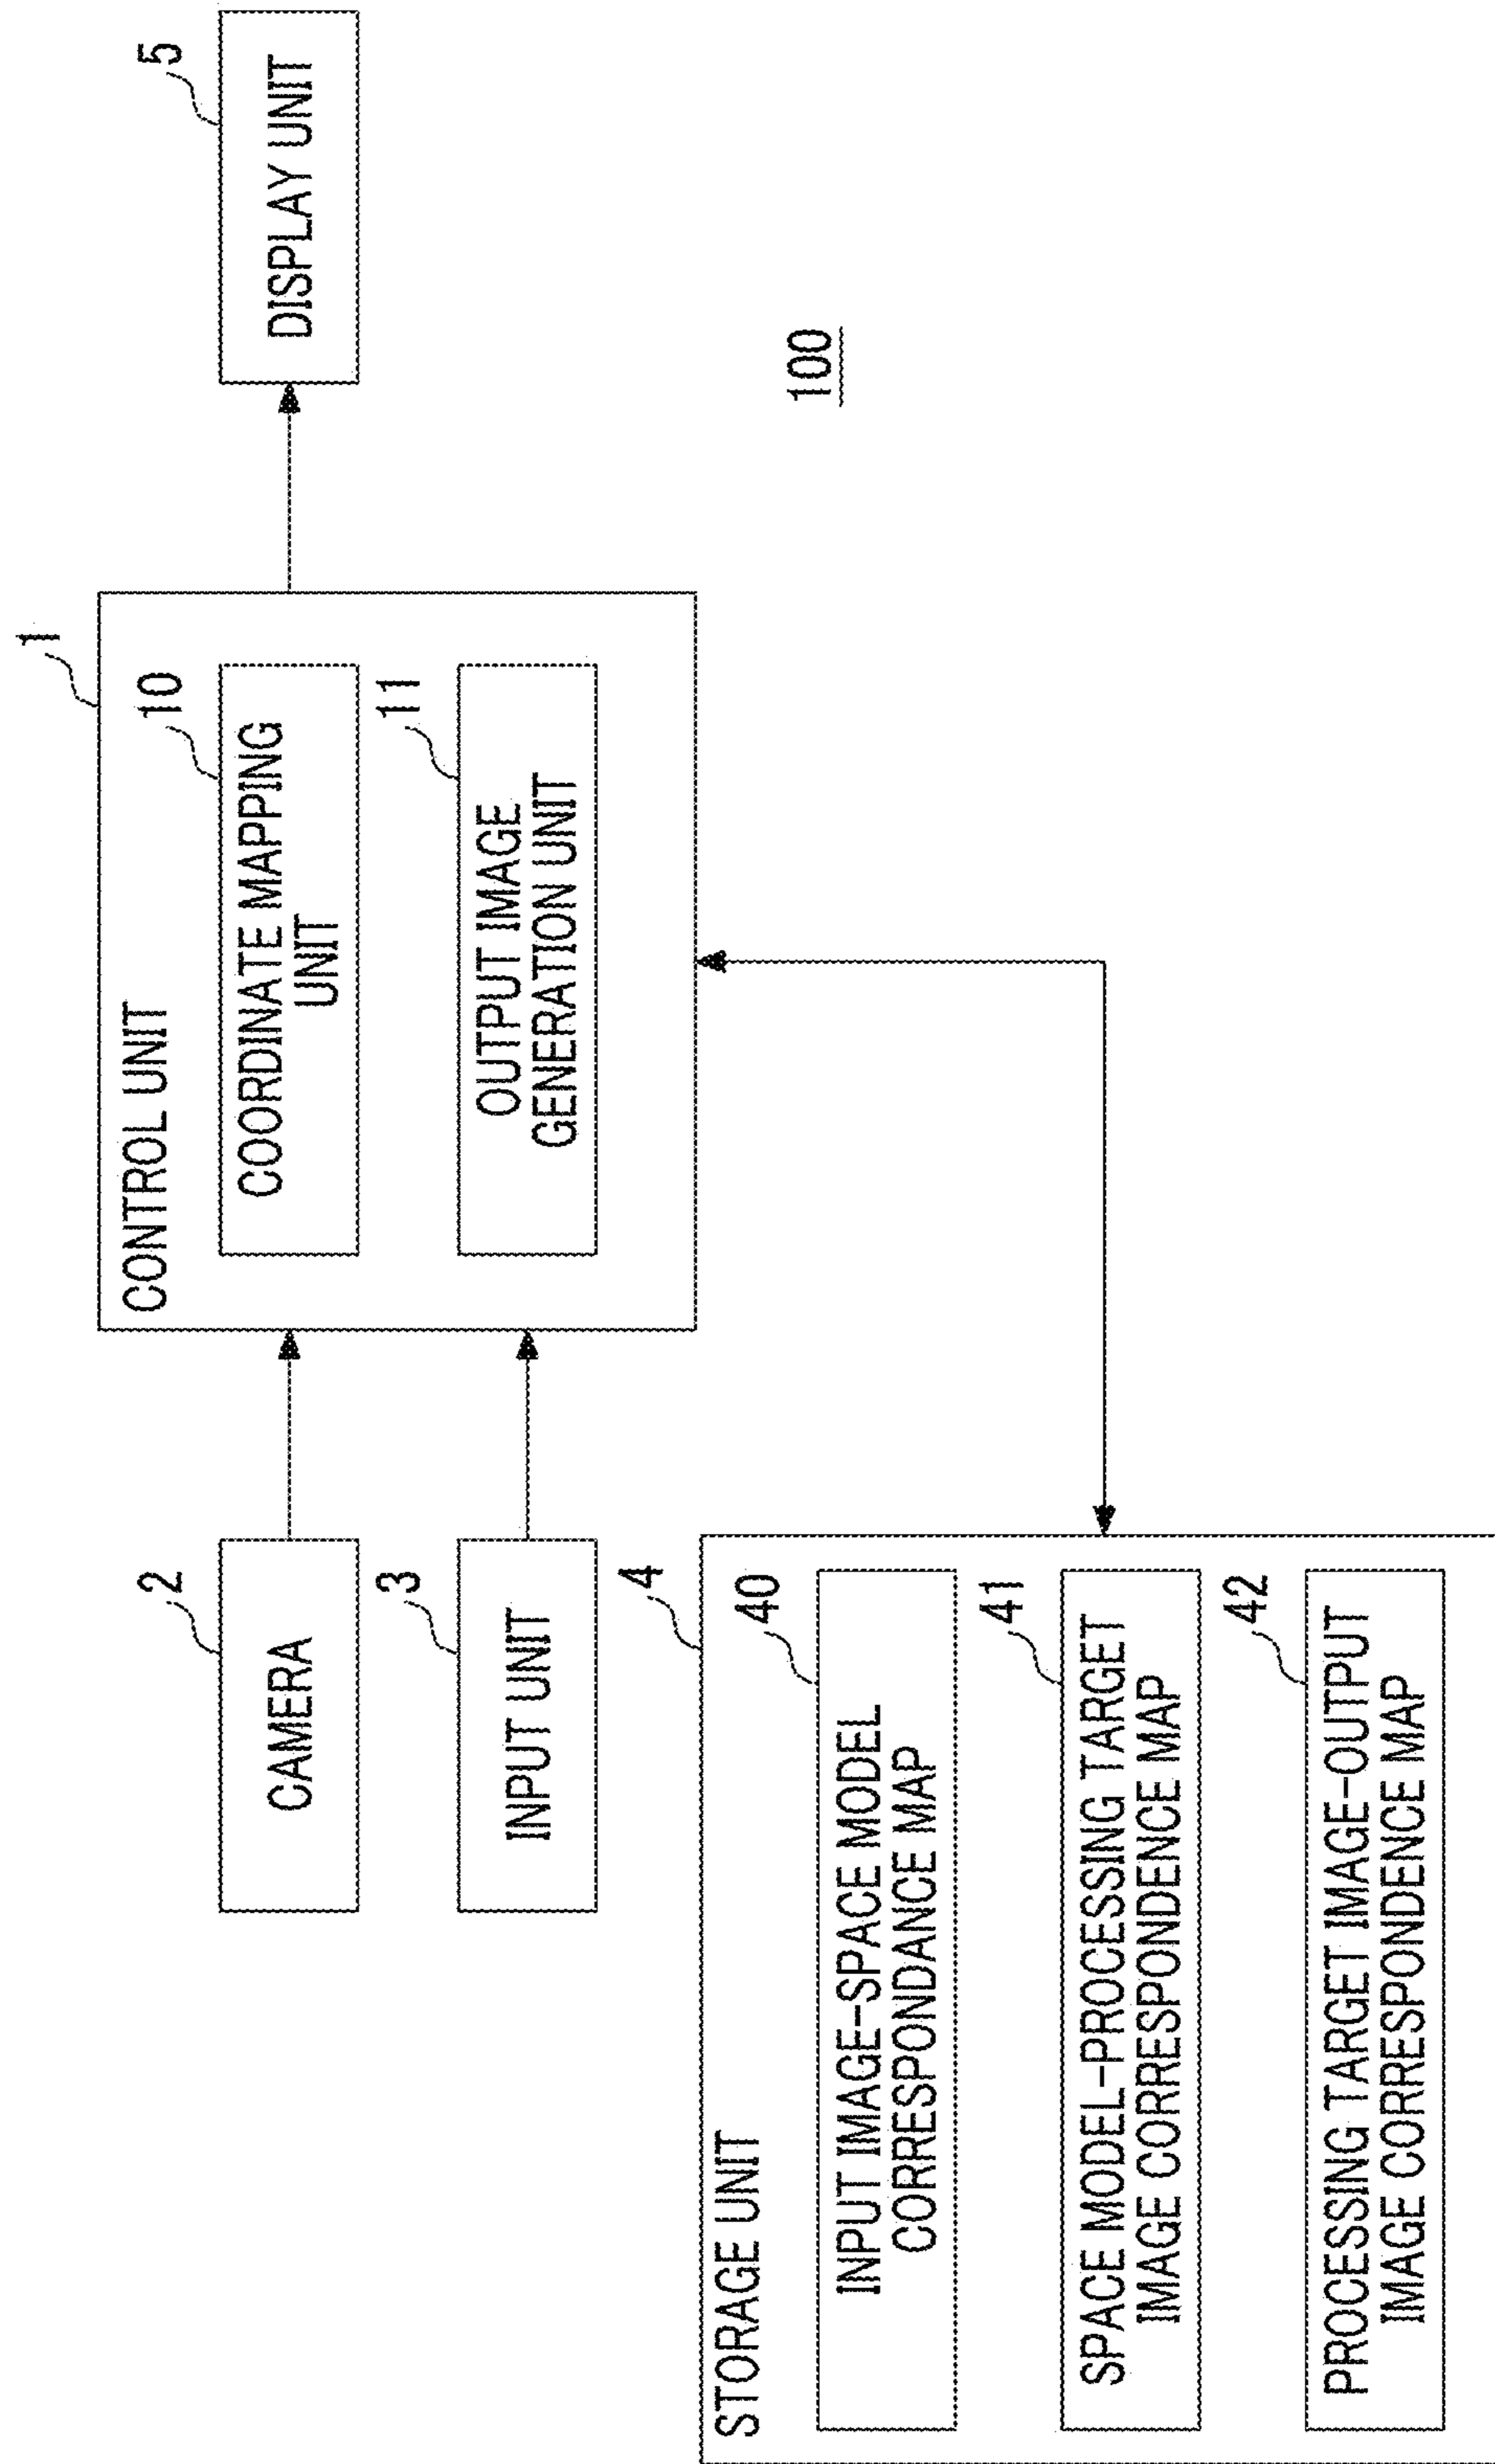 1
CONTROL UNIT
10
COORDINATE MAPPING
UNIT
11
OUTPUT IMAGE
GENERATION UNIT
2
CAMERA
3
INPUT UNIT
5
DISPLAY UNIT
4
STORAGE UNIT
40
INPUT IMAGE-SPACE MODEL
CORRESPONDANCE MAP
41
SPACE MODEL-PROCESSING TARGET
IMAGE CORRESPONDENCE MAP
42
PROCESSING TARGET IMAGE-OUTPUT
IMAGE CORRESPONDENCE MAP
100